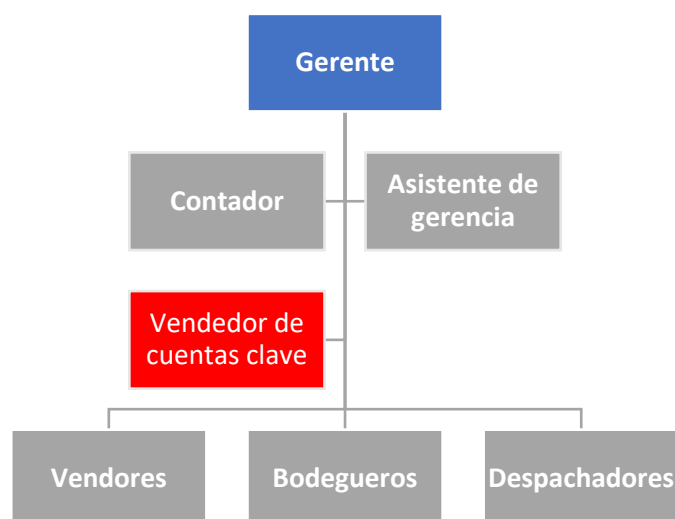 Gerente
Contador
Asistente de
gerencia
Vendedor de
cuentas clave
Vendores
Bodegueros
Despachadores